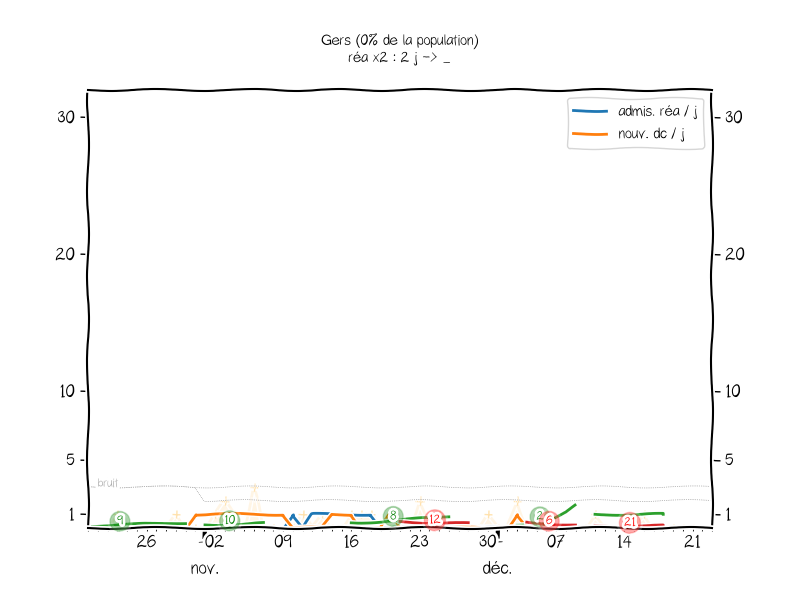 Gers (0% de la population)
réa x2 : 2 j -> _
admis. réa / j
nouv. dc / j
30 30
20 20
10 10
5 5
bruit
1 1
9 10 8 12 2 6 21
26 02 09 16 23 30 07 14 21
nov. déc.